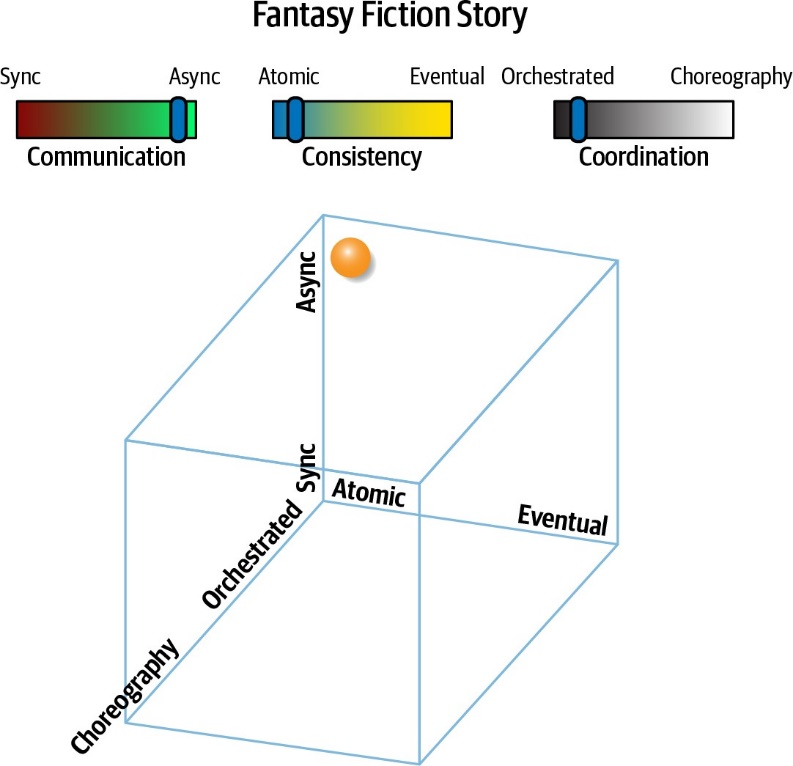 Fantasy Fiction Story
Sync Async Atomic Eventual Orchestrated Choreography
Communication Consistency Coordination
Async
Sync
Atomic
Eventual
Orchestrated
Choreography